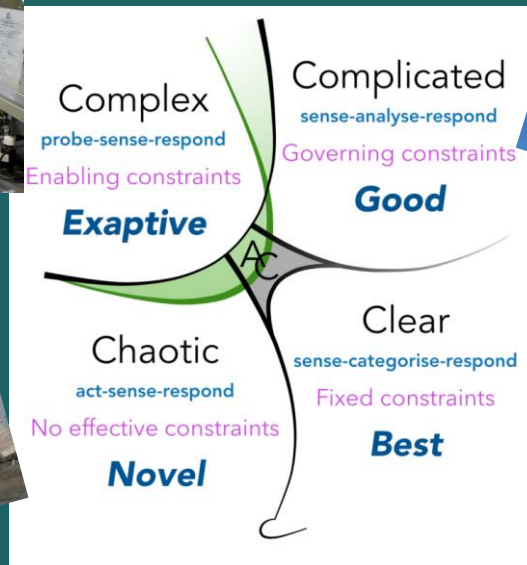 Complex
probe-sense-respond
Enabling constraints
Exaptive
Complicated
sense-analyse-respond
Governing constraints
Good
A
C
Chaotic
act-sense-respond
No effective constraints
Novel
Clear
sense-categorise-respond
Fixed constraints
Best